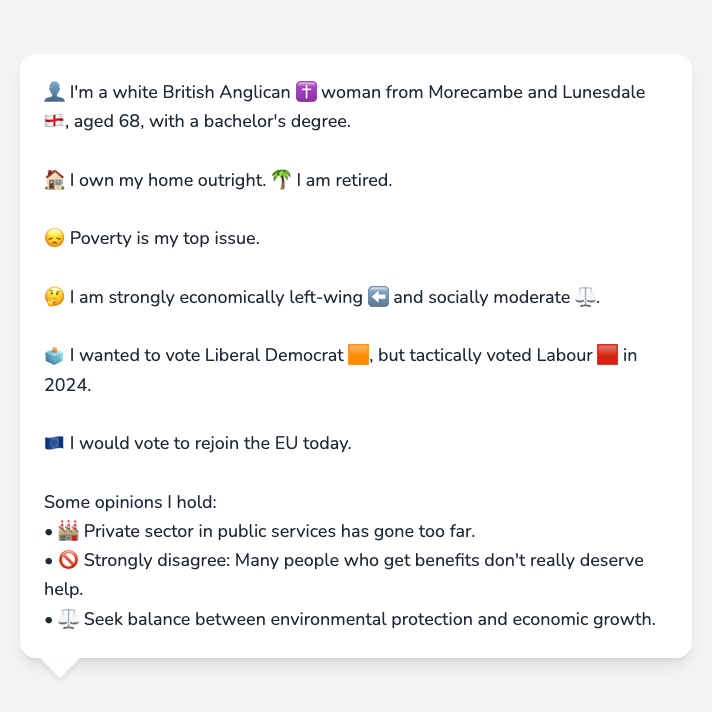 👤 I'm a white British Anglican ✝️ woman from Morecambe and Lunesdale
🏴󠁧󠁢󠁥󠁮󠁧󠁿, aged 68, with a bachelor's degree.
🏠 I own my home outright. 🌴 I am retired.
😞 Poverty is my top issue.
🤔 I am strongly economically left-wing ⬅️ and socially moderate ⚖️.
🗳️ I wanted to vote Liberal Democrat 🟧, but tactically voted Labour 🟥 in
2024.
🇪🇺 I would vote to rejoin the EU today.
Some opinions I hold:
• 🏭 Private sector in public services has gone too far.
• 🚫 Strongly disagree: Many people who get benefits don't really deserve
help.
• ⚖️ Seek balance between environmental protection and economic growth.